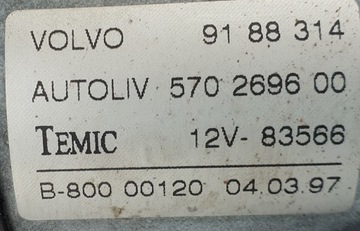 VOLVO 91 88 314
AUTOLIV 570 2696 00
TEMIC 12V- 83566
B-800 00120 04.03.97